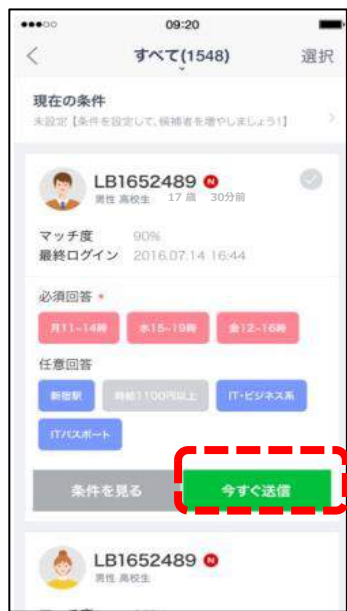 09:20
すべて(1548)
選択
現在の条件
未設定【条件を設定して、候補者を増やしましょう!】
LB1652489 N
男性 高校生 17歳 30分前
マッチ度 90%
最終ログイン 2016.07.14 16:44
必須回答
月11~14時 水15~19時 金12~16時
任意回答
新宿駅 時給1100円以上 IT・ビジネス系
ITパスポート
条件を見る 今すぐ送信
LB1652489 N
男性 高校生